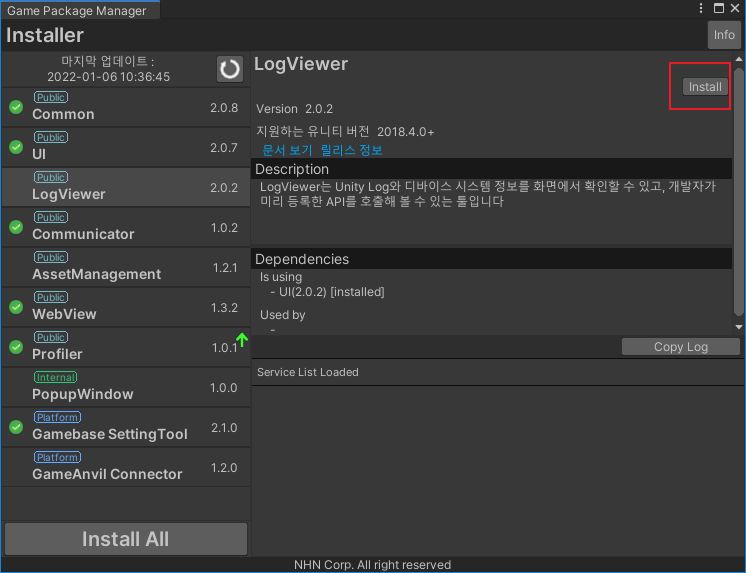 Game Package Manager
Installer
Info
마지막 업데이트 :
2022-01-06 10:36:45
Public
Common
2.0.8
Public
UI
2.0.7
Public
LogViewer
2.0.2
Public
Communicator
1.0.2
Public
AssetManagement
1.2.1
Public
WebView
1.3.2
Public
Profiler
1.0.1
Internal
PopupWindow
1.0.0
Platform
Gamebase SettingTool
2.1.0
Platform
GameAnvil Connector
1.2.0
Install All
LogViewer
Install
Version 2.0.2
지원하는 유니티 버전 2018.4.0+
문서 보기 릴리스 정보
Description
LogViewer는 Unity Log와 디바이스 시스템 정보를 화면에서 확인할 수 있고, 개발자가
미리 등록한 API를 호출해 볼 수 있는 툴입니다
Dependencies
Is using
- UI(2.0.2) [installed]
Used by
-
Copy Log
Service List Loaded
NHN Corp. All right reserved